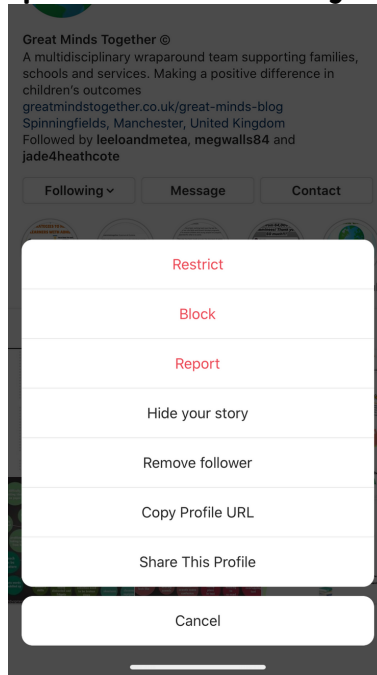 Great Minds Together ©
A multidisciplinary wraparound team supporting families,
schools and services. Making a positive difference in
children's outcomes
greatmindstogether.co.uk/great-minds-blog
Spinningfields, Manchester, United Kingdom
Followed by leeloandmetea, megwalls84 and
jade4heathcote
Following Message Contact
Restrict
Block
Report
Hide your story
Remove follower
Copy Profile URL
Share This Profile
Cancel